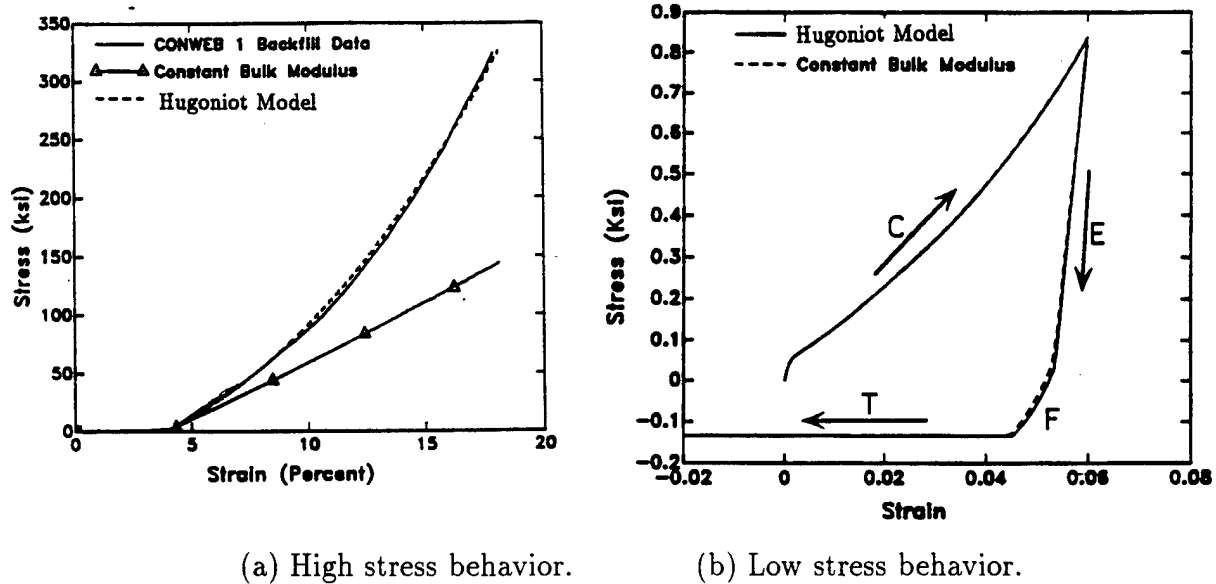 350
300
250
200
150
100
50
0
Stress (ksi)
CONWEB 1 Backfill Data
Constant Bulk Modulus
Hugoniot Model
0 5 10 15 20
Strain (Percent)
(a) High stress behavior.
0.9
0.8
0.7
0.6
0.5
0.4
0.3
0.2
0.1
0
-0.1
-0.2
Stress (Ksi)
Hugoniot Model
Constant Bulk Modulus
C
E
T
F
-0.02 0 0.02 0.04 0.06 0.08
Strain
(b) Low stress behavior.